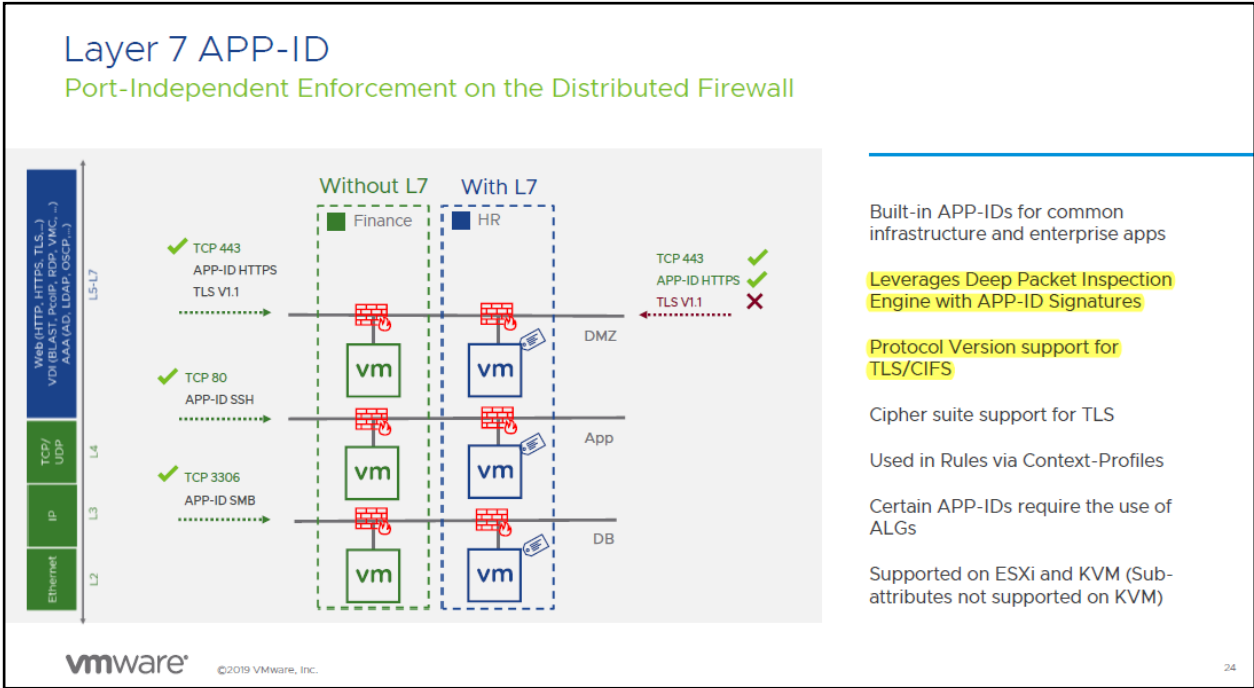 Layer 7 APP-ID
Port-Independent Enforcement on the Distributed Firewall
Web (HTTP, HTTPS, TLS,..)
VDI (BLAST, PcoIP, RDP, VMC, ..)
AAA (AD, LDAP, OSCP,...)
L5-L7
TCP/
UDP
L4
IP
L3
Ethernet
L2
Without L7
With L7
Finance
HR
TCP 443
APP-ID HTTPS
TLS V1.1
TCP 443
APP-ID HTTPS
TLS V1.1
DMZ
vm
vm
TCP 80
APP-ID SSH
App
vm
vm
TCP 3306
APP-ID SMB
DB
vm
vm
Built-in APP-IDs for common
infrastructure and enterprise apps
Leverages Deep Packet Inspection
Engine with APP-ID Signatures
Protocol Version support for
TLS/CIFS
Cipher suite support for TLS
Used in Rules via Context-Profiles
Certain APP-IDs require the use of
ALGs
Supported on ESXi and KVM (Sub-
attributes not supported on KVM)
vmware®
©2019 VMware, Inc.
24